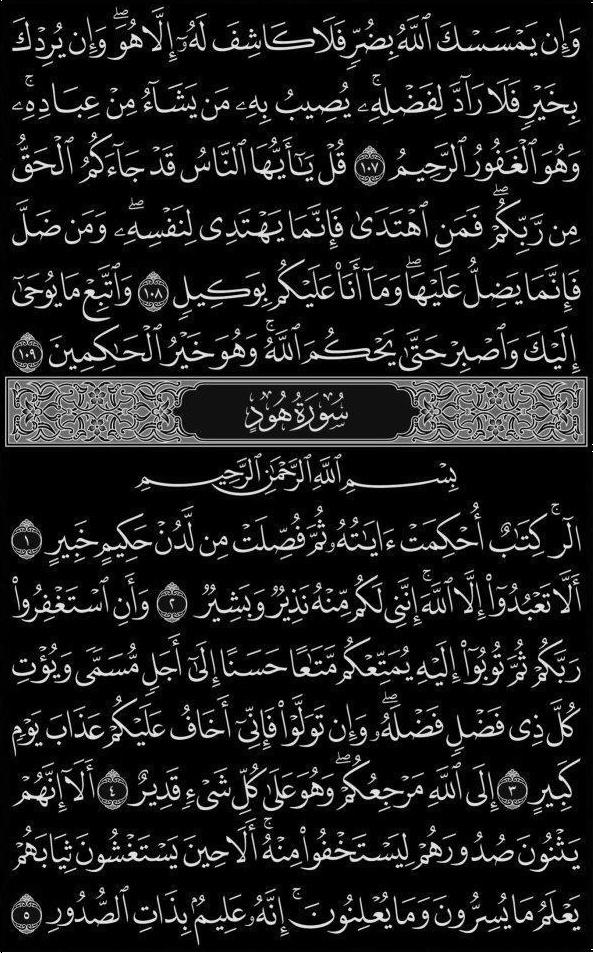 وَإِن يَمْسَسْكَ ٱللَّهُ بِضُرٍّ فَلَا كَاشِفَ لَهُۥٓ إِلَّا هُوَ ۖ وَإِن يُرِدْكَ
بِخَيْرٍ فَلَا رَآدَّ لِفَضْلِهِۦ ۚ يُصِيبُ بِهِۦ مَن يَشَآءُ مِنْ عِبَادِهِۦ ۚ
وَهُوَ ٱلْغَفُورُ ٱلرَّحِيمُ ١٠٧ قُلْ يَـٰٓأَيُّهَا ٱلنَّاسُ قَدْ جَآءَكُمُ ٱلْحَقُّ
مِن رَّبِّكُمْ ۖ فَمَنِ ٱهْتَدَىٰ فَإِنَّمَا يَهْتَدِى لِنَفْسِهِۦ ۖ وَمَن ضَلَّ
فَإِنَّمَا يَضِلُّ عَلَيْهَا ۖ وَمَآ أَنَا۠ عَلَيْكُم بِوَكِيلٍ ١٠٨ وَٱتَّبِعْ مَا يُوحَىٰٓ
إِلَيْكَ وَٱصْبِرْ حَتَّىٰ يَحْكُمَ ٱللَّهُ ۚ وَهُوَ خَيْرُ ٱلْحَـٰكِمِينَ ١٠٩
سُورَةُ هُودٍ
بِسْمِ ٱللَّهِ ٱلرَّحْمَـٰنِ ٱلرَّحِيمِ
الٓر ۚ كِتَـٰبٌ أُحْكِمَتْ ءَايَـٰتُهُۥ ثُمَّ فُصِّلَتْ مِن لَّدُنْ حَكِيمٍ خَبِيرٍ ١
أَلَّا تَعْبُدُوٓا۟ إِلَّا ٱللَّهَ ۚ إِنَّنِى لَكُم مِّنْهُ نَذِيرٌ وَبَشِيرٌ ٢ وَأَنِ ٱسْتَغْفِرُوا۟
رَبَّكُمْ ثُمَّ تُوبُوٓا۟ إِلَيْهِ يُمَتِّعْكُم مَّتَـٰعًا حَسَنًا إِلَىٰٓ أَجَلٍ مُّسَمًّى وَيُؤْتِ
كُلَّ ذِى فَضْلٍ فَضْلَهُۥ ۖ وَإِن تَوَلَّوْا۟ فَإِنِّىٓ أَخَافُ عَلَيْكُمْ عَذَابَ يَوْمٍ
كَبِيرٍ ٣ إِلَى ٱللَّهِ مَرْجِعُكُمْ ۖ وَهُوَ عَلَىٰ كُلِّ شَىْءٍ قَدِيرٌ ٤ أَلَآ إِنَّهُمْ
يَثْنُونَ صُدُورَهُمْ لِيَسْتَخْفُوا۟ مِنْهُ ۚ أَلَا حِينَ يَسْتَغْشُونَ ثِيَابَهُمْ
يَعْلَمُ مَا يُسِرُّونَ وَمَا يُعْلِنُونَ ۚ إِنَّهُۥ عَلِيمٌۢ بِذَاتِ ٱلصُّدُورِ ٥